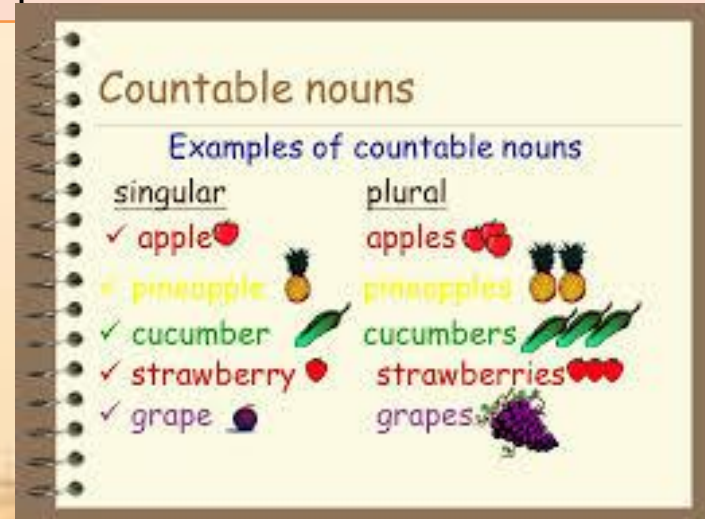 Countable nouns
Examples of countable nouns
singular plural
✓ apple apples
✓ pineapple pineapples
✓ cucumber cucumbers
✓ strawberry strawberries
✓ grape grapes